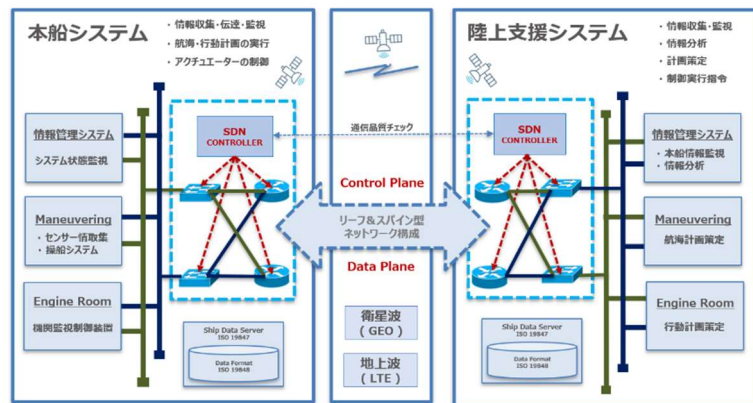 本船システム
・情報収集・伝達・監視
・航海・行動計画の実行
・アクチュエーターの制御
情報管理システム
システム状態監視
Maneuvering
・センサー情取集
・操船システム
Engine Room
機関監視制御装置
SDN
CONTROLLER
Ship Data Server
ISO 19847
Data Format
ISO 19848
通信品質チェック
Control Plane
リーフ&スパイン型
ネットワーク構成
Data Plane
衛星波
(GEO)
地上波
(LTE)
陸上支援システム
・情報収集・監視
・情報分析
・計画策定
・制御実行指令
SDN
CONTROLLER
情報管理システム
・本船情報監視
・情報分析
Maneuvering
航海計画策定
Engine Room
行動計画策定
Ship Data Server
ISO 19847
Data Format
ISO 19848